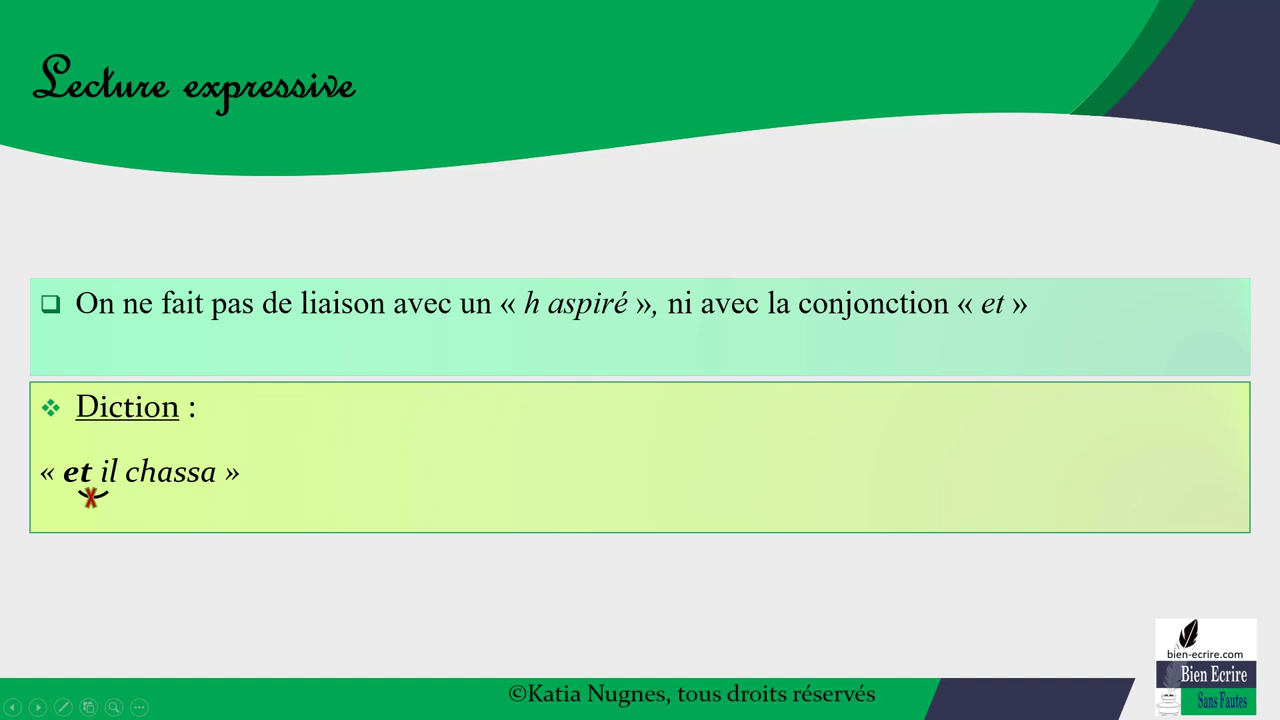 Lecture expressive
On ne fait pas de liaison avec un « h aspiré », ni avec la conjonction « et »
Diction :
« et il chassa »
bien-ecrire.com
Bien Ecrire
Sans Fautes
©Katia Nugnes, tous droits réservés